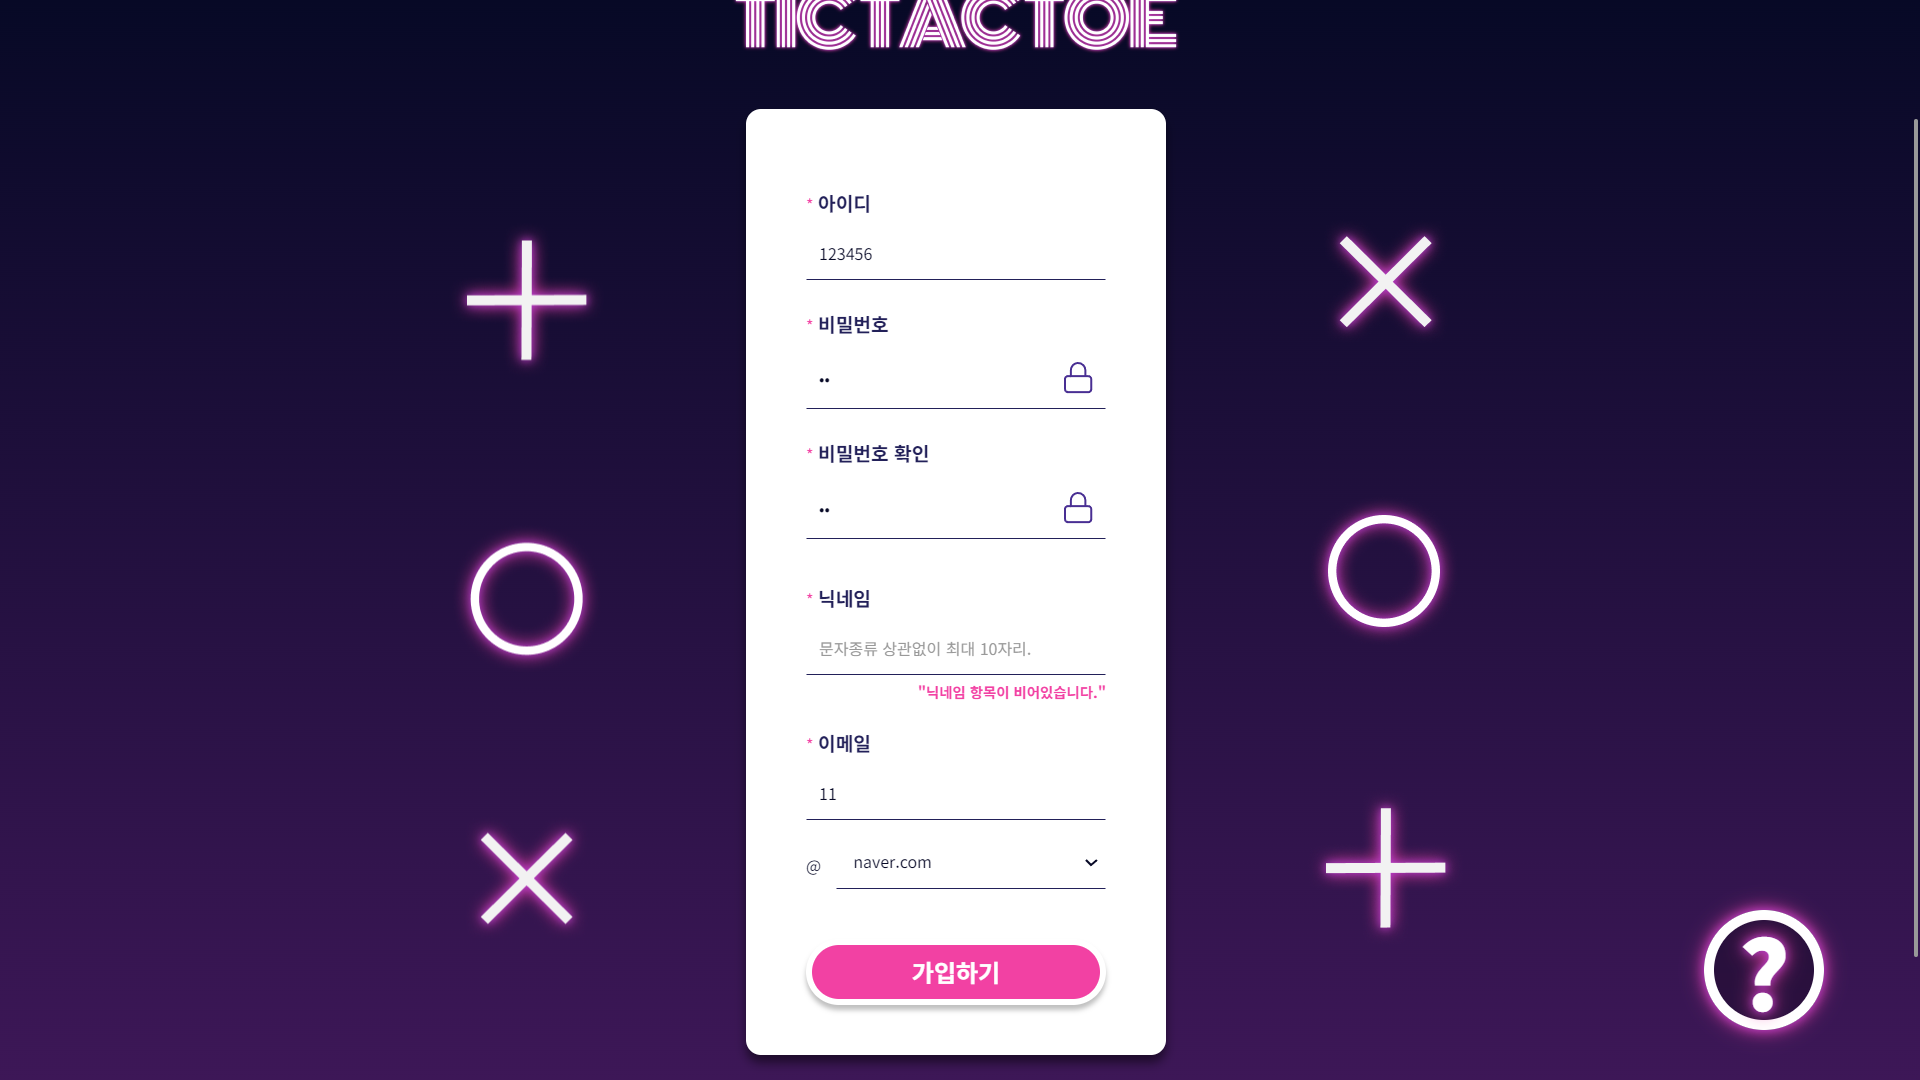 TICTACTOE
* 아이디
123456
* 비밀번호
••
* 비밀번호 확인
••
* 닉네임
문자종류 상관없이 최대 10자리.
"닉네임 항목이 비어있습니다."
* 이메일
11
@ naver.com
가입하기
?